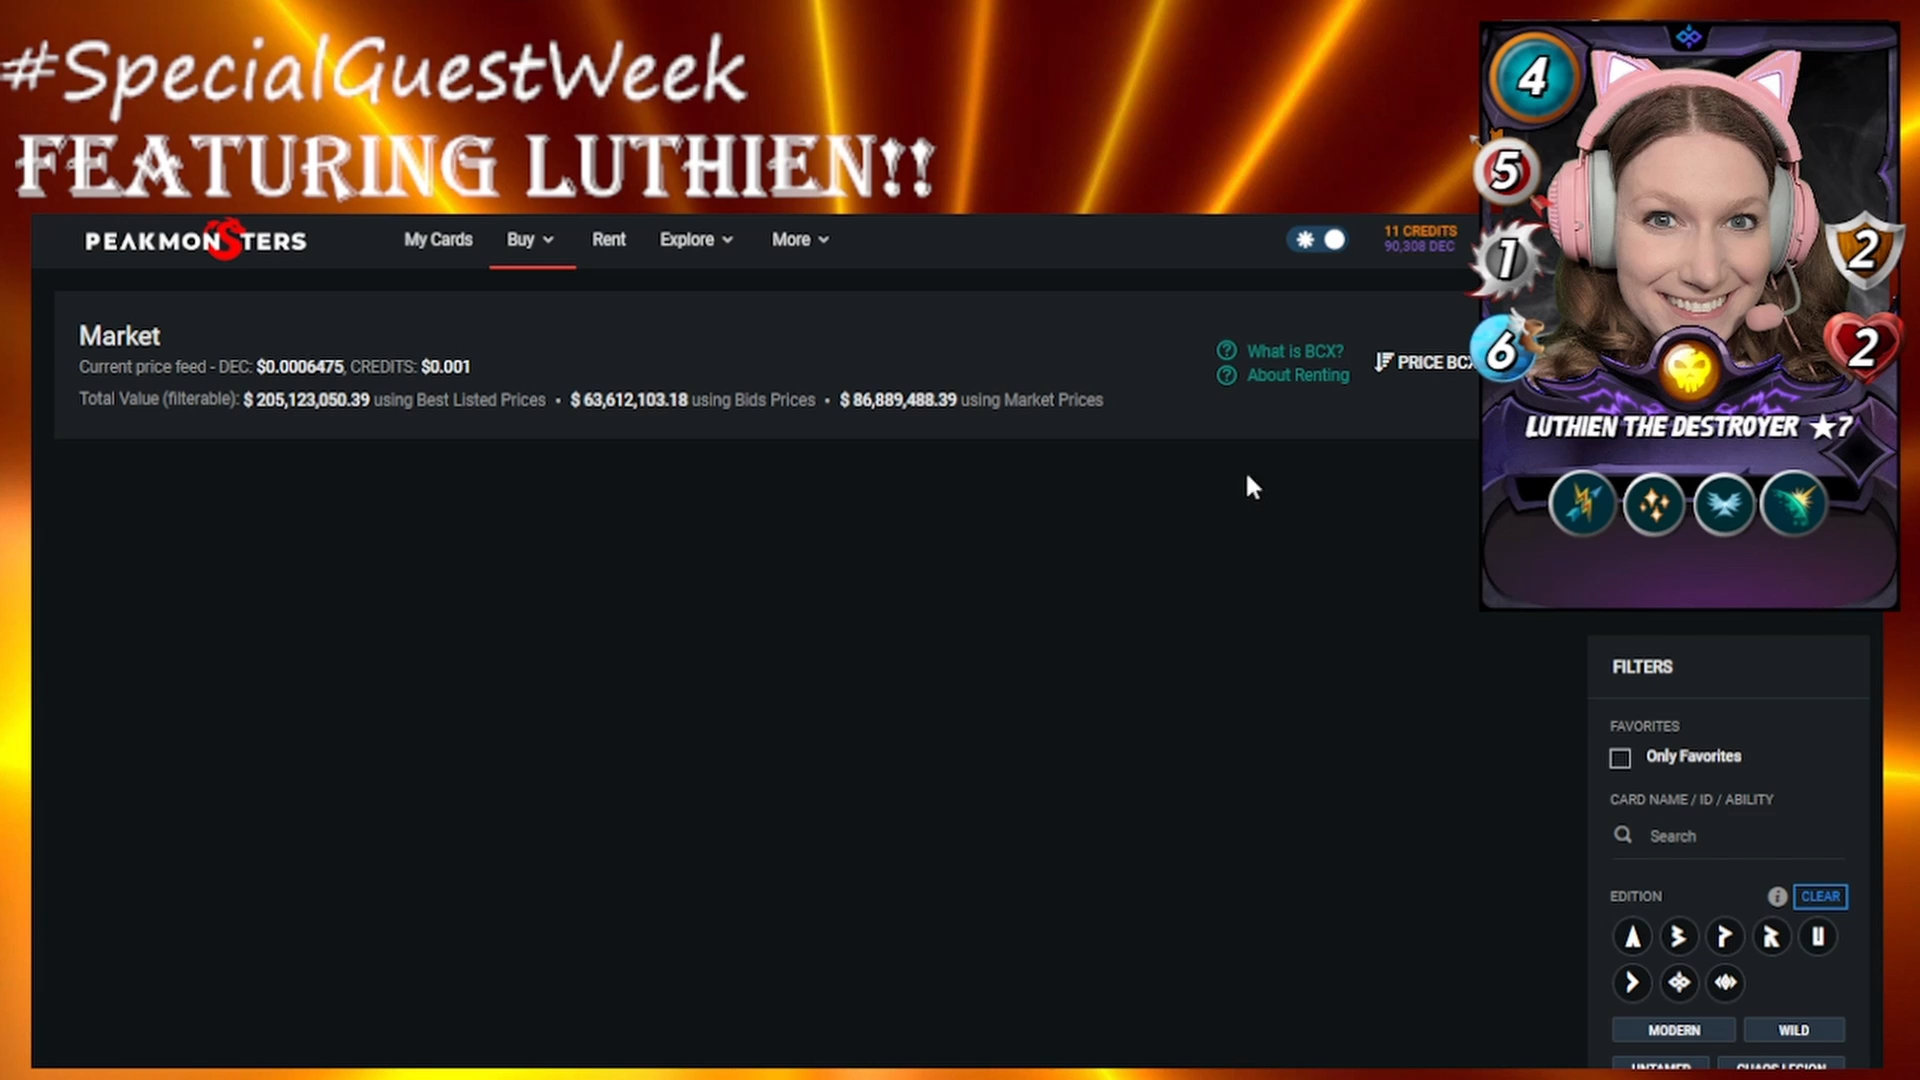 #SpecialGuestWeek
FEATURING LUTHIEN!!
PEAKMONSTERS
My Cards
Buy
Rent
Explore
More
11 CREDITS
90,308 DEC
Market
Current price feed - DEC: $0.0006475, CREDITS: $0.001
Total Value (filterable): $ 205,123,050.39 using Best Listed Prices • $ 63,612,103.18 using Bids Prices • $ 86,889,488.39 using Market Prices
What is BCX?
About Renting
PRICE BCX
4
5
1
6
2
2
LUTHIEN THE DESTROYER ★7
FILTERS
FAVORITES
Only Favorites
CARD NAME / ID / ABILITY
Search
EDITION
CLEAR
MODERN
WILD
UNTAMED
CHAOS LEGION